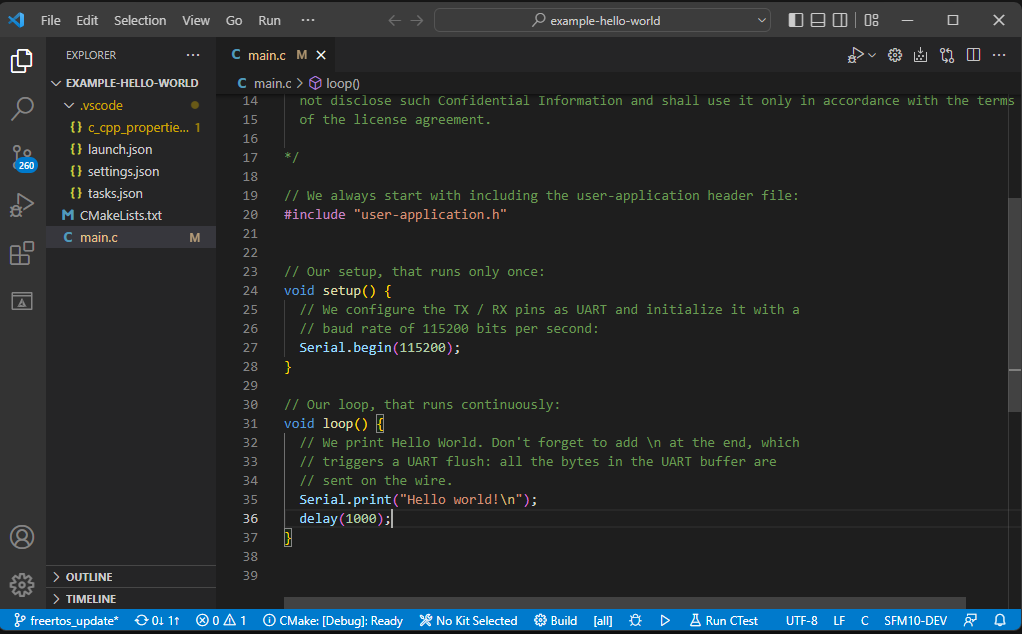 File Edit Selection View Go Run ··· example-hello-world
EXPLORER ···
EXAMPLE-HELLO-WORLD
.vscode
{} c_cpp_propertie... 1
{} launch.json
{} settings.json
{} tasks.json
M CMakeLists.txt
C main.c M
OUTLINE
TIMELINE
260
C main.c M
C main.c > loop()
14 not disclose such Confidential Information and shall use it only in accordance with the terms
15 of the license agreement.
16
17 */
18
19 // We always start with including the user-application header file:
20 #include "user-application.h"
21
22
23 // Our setup, that runs only once:
24 void setup() {
25 // We configure the TX / RX pins as UART and initialize it with a
26 // baud rate of 115200 bits per second:
27 Serial.begin(115200);
28 }
29
30 // Our loop, that runs continuously:
31 void loop() {
32 // We print Hello World. Don't forget to add \n at the end, which
33 // triggers a UART flush: all the bytes in the UART buffer are
34 // sent on the wire.
35 Serial.print("Hello world!\n");
36 delay(1000);
37 }
38
39
freertos_update* 0↓ 1↑ 0 1 CMake: [Debug]: Ready No Kit Selected Build [all] Run CTest UTF-8 LF C SFM10-DEV